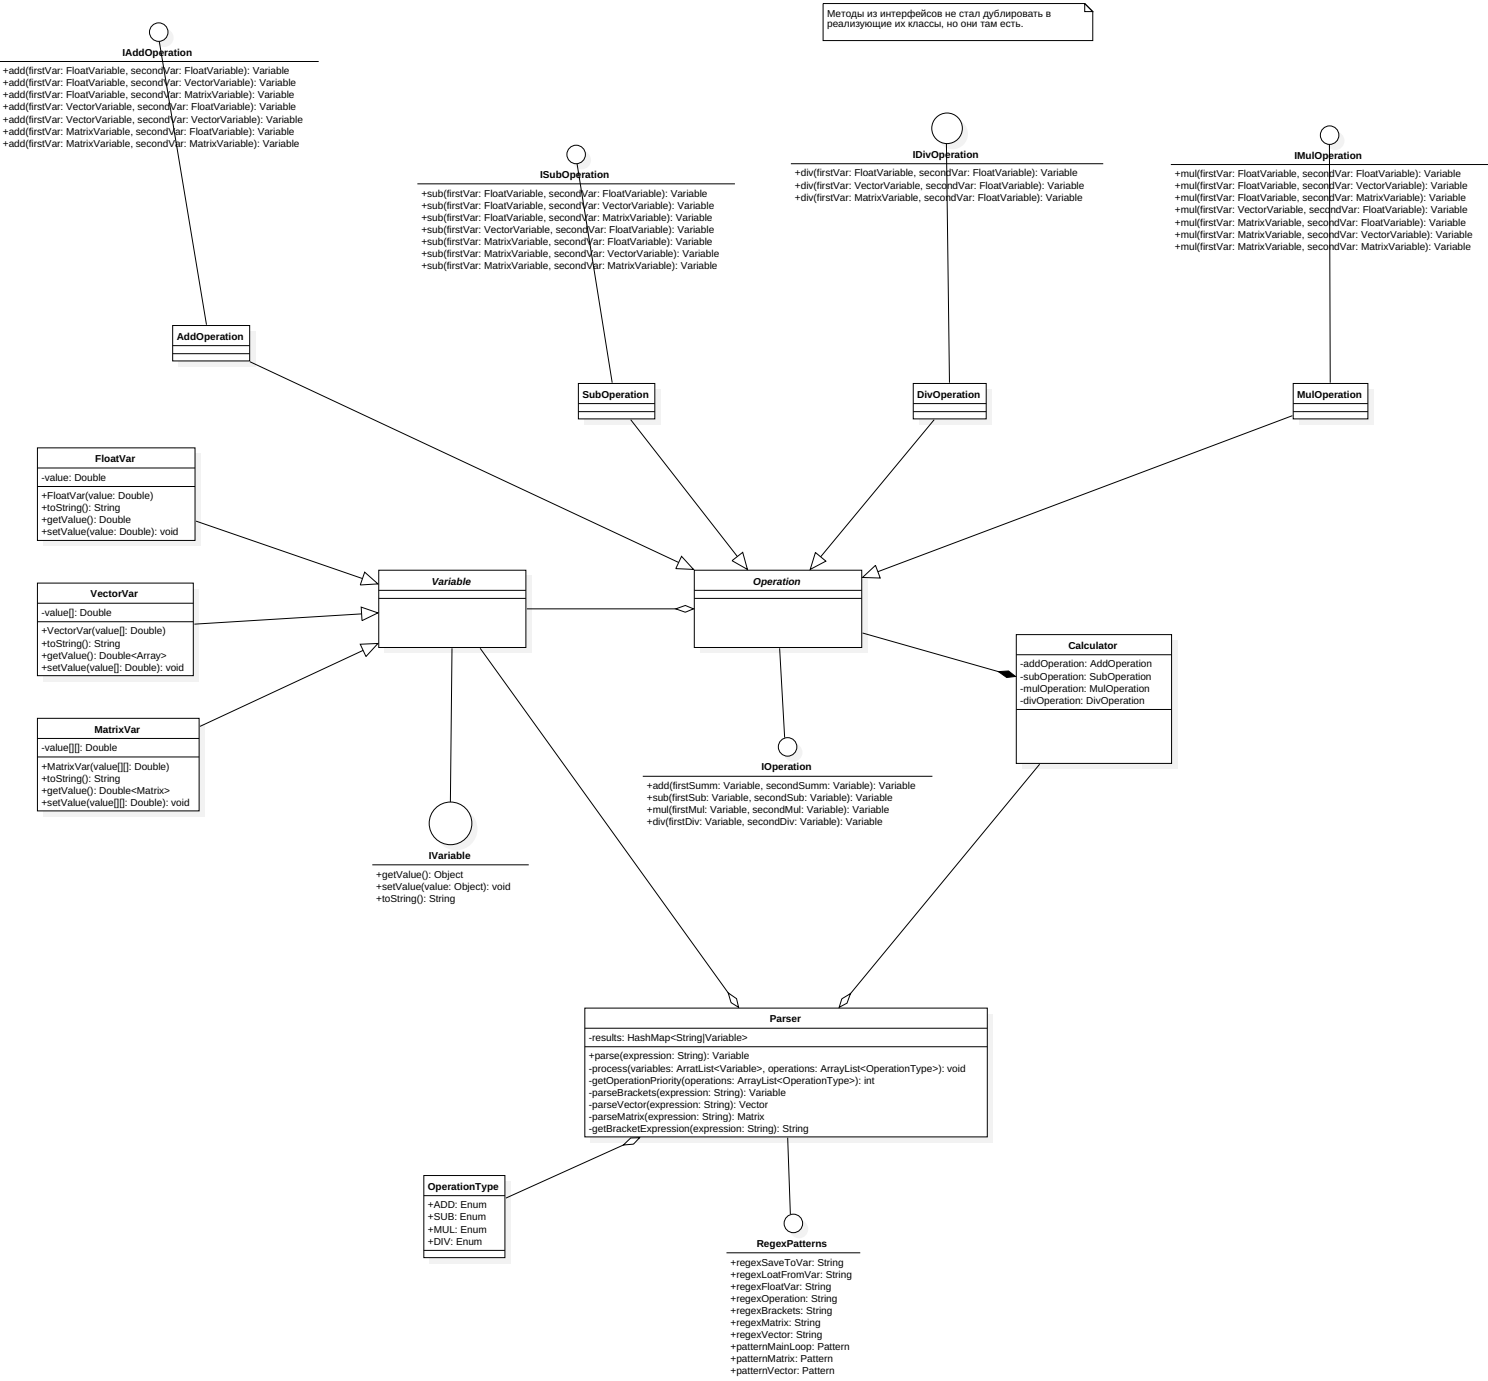 Методы из интерфейсов не стал дублировать в
реализующие их классы, но они там есть.
IAddOperation
+add(firstVar: FloatVariable, secondVar: FloatVariable): Variable
+add(firstVar: FloatVariable, secondVar: VectorVariable): Variable
+add(firstVar: FloatVariable, secondVar: MatrixVariable): Variable
+add(firstVar: VectorVariable, secondVar: FloatVariable): Variable
+add(firstVar: VectorVariable, secondVar: VectorVariable): Variable
+add(firstVar: MatrixVariable, secondVar: FloatVariable): Variable
+add(firstVar: MatrixVariable, secondVar: MatrixVariable): Variable
ISubOperation
+sub(firstVar: FloatVariable, secondVar: FloatVariable): Variable
+sub(firstVar: FloatVariable, secondVar: VectorVariable): Variable
+sub(firstVar: FloatVariable, secondVar: MatrixVariable): Variable
+sub(firstVar: VectorVariable, secondVar: FloatVariable): Variable
+sub(firstVar: MatrixVariable, secondVar: FloatVariable): Variable
+sub(firstVar: MatrixVariable, secondVar: VectorVariable): Variable
+sub(firstVar: MatrixVariable, secondVar: MatrixVariable): Variable
IDivOperation
+div(firstVar: FloatVariable, secondVar: FloatVariable): Variable
+div(firstVar: VectorVariable, secondVar: FloatVariable): Variable
+div(firstVar: MatrixVariable, secondVar: FloatVariable): Variable
IMulOperation
+mul(firstVar: FloatVariable, secondVar: FloatVariable): Variable
+mul(firstVar: FloatVariable, secondVar: VectorVariable): Variable
+mul(firstVar: FloatVariable, secondVar: MatrixVariable): Variable
+mul(firstVar: VectorVariable, secondVar: FloatVariable): Variable
+mul(firstVar: MatrixVariable, secondVar: FloatVariable): Variable
+mul(firstVar: MatrixVariable, secondVar: VectorVariable): Variable
+mul(firstVar: MatrixVariable, secondVar: MatrixVariable): Variable
AddOperation
SubOperation
DivOperation
MulOperation
FloatVar
-value: Double
+FloatVar(value: Double)
+toString(): String
+getValue(): Double
+setValue(value: Double): void
VectorVar
-value[]: Double
+VectorVar(value[]: Double)
+toString(): String
+getValue(): Double<Array>
+setValue(value[]: Double): void
MatrixVar
-value[][]: Double
+MatrixVar(value[][]: Double)
+toString(): String
+getValue(): Double<Matrix>
+setValue(value[][]: Double): void
Variable
Operation
Calculator
-addOperation: AddOperation
-subOperation: SubOperation
-mulOperation: MulOperation
-divOperation: DivOperation
IOperation
+add(firstSumm: Variable, secondSumm: Variable): Variable
+sub(firstSub: Variable, secondSub: Variable): Variable
+mul(firstMul: Variable, secondMul: Variable): Variable
+div(firstDiv: Variable, secondDiv: Variable): Variable
IVariable
+getValue(): Object
+setValue(value: Object): void
+toString(): String
Parser
-results: HashMap<String|Variable>
+parse(expression: String): Variable
-process(variables: ArratList<Variable>, operations: ArrayList<OperationType>): void
-getOperationPriority(operations: ArrayList<OperationType>): int
-parseBrackets(expression: String): Variable
-parseVector(expression: String): Vector
-parseMatrix(expression: String): Matrix
-getBracketExpression(expression: String): String
OperationType
+ADD: Enum
+SUB: Enum
+MUL: Enum
+DIV: Enum
RegexPatterns
+regexSaveToVar: String
+regexLoatFromVar: String
+regexFloatVar: String
+regexOperation: String
+regexBrackets: String
+regexMatrix: String
+regexVector: String
+patternMainLoop: Pattern
+patternMatrix: Pattern
+patternVector: Pattern